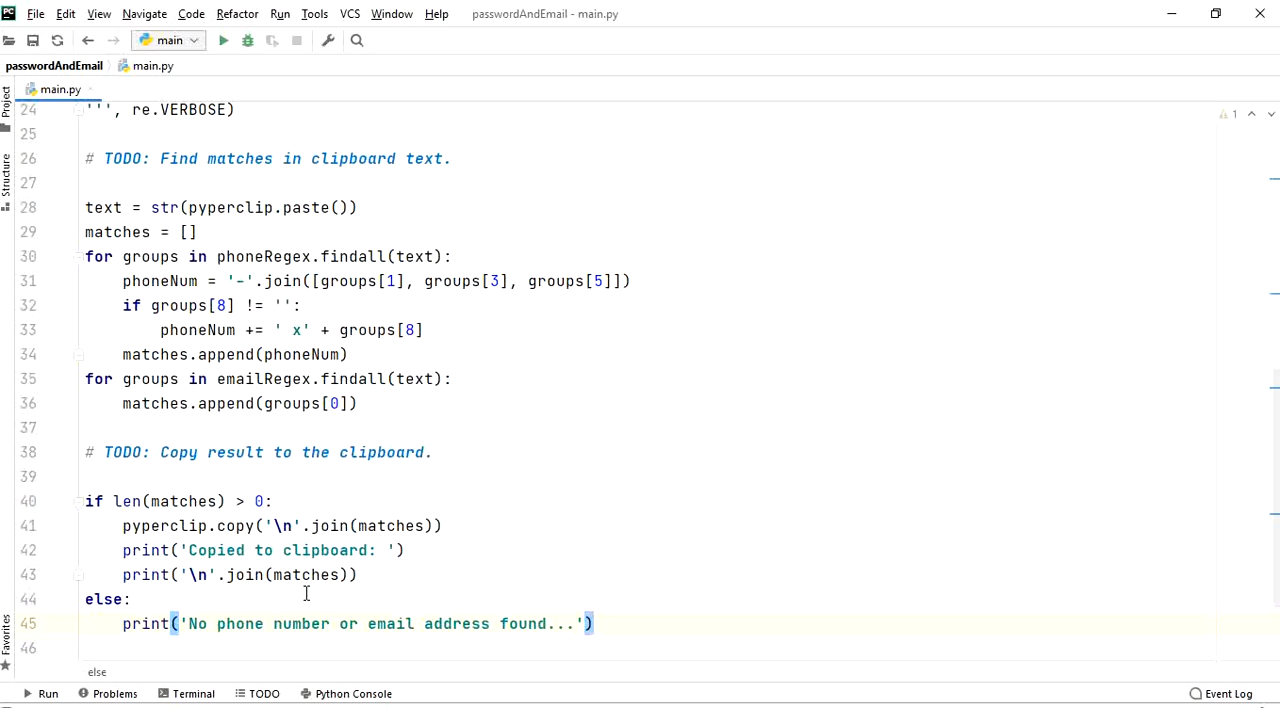 PC File Edit View Navigate Code Refactor Run Tools VCS Window Help passwordAndEmail - main.py
main
passwordAndEmail main.py
main.py
Project
Structure
Favorites
1
24 ''', re.VERBOSE)
25
26 # TODO: Find matches in clipboard text.
27
28 text = str(pyperclip.paste())
29 matches = []
30 for groups in phoneRegex.findall(text):
31 phoneNum = '-'.join([groups[1], groups[3], groups[5]])
32 if groups[8] != '':
33 phoneNum += ' x' + groups[8]
34 matches.append(phoneNum)
35 for groups in emailRegex.findall(text):
36 matches.append(groups[0])
37
38 # TODO: Copy result to the clipboard.
39
40 if len(matches) > 0:
41 pyperclip.copy('\n'.join(matches))
42 print('Copied to clipboard: ')
43 print('\n'.join(matches))
44 else:
45 print('No phone number or email address found...')
46
else
Run Problems Terminal TODO Python Console Event Log